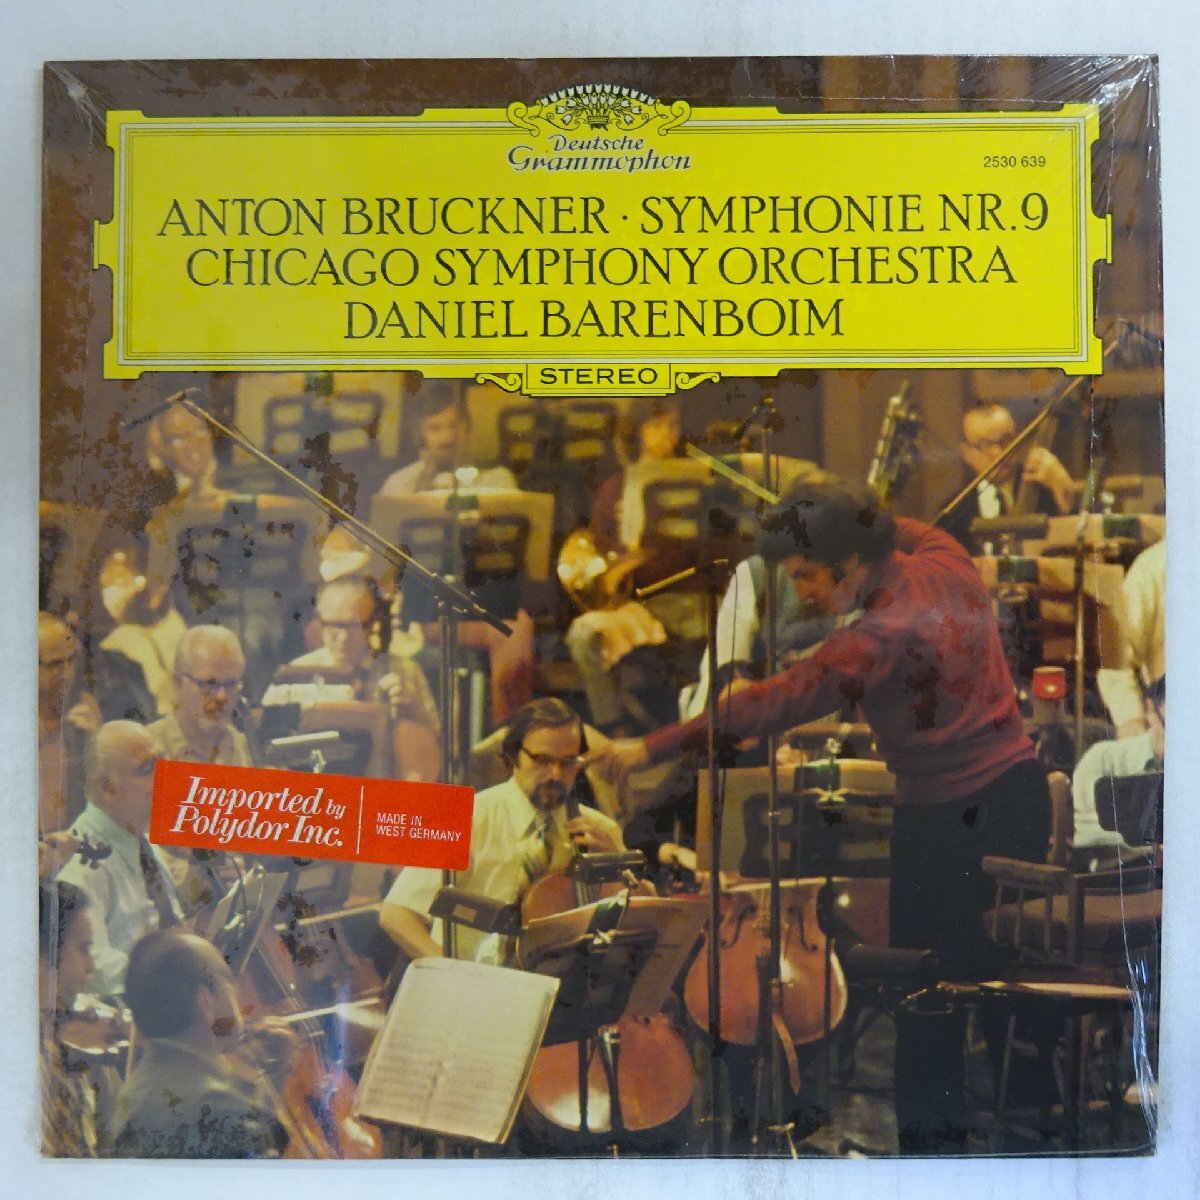 Deutsche
Grammophon
2530 639
ANTON BRUCKNER · SYMPHONIE NR.9
CHICAGO SYMPHONY ORCHESTRA
DANIEL BARENBOIM
STEREO
Imported by
Polydor Inc.
MADE IN
WEST GERMANY